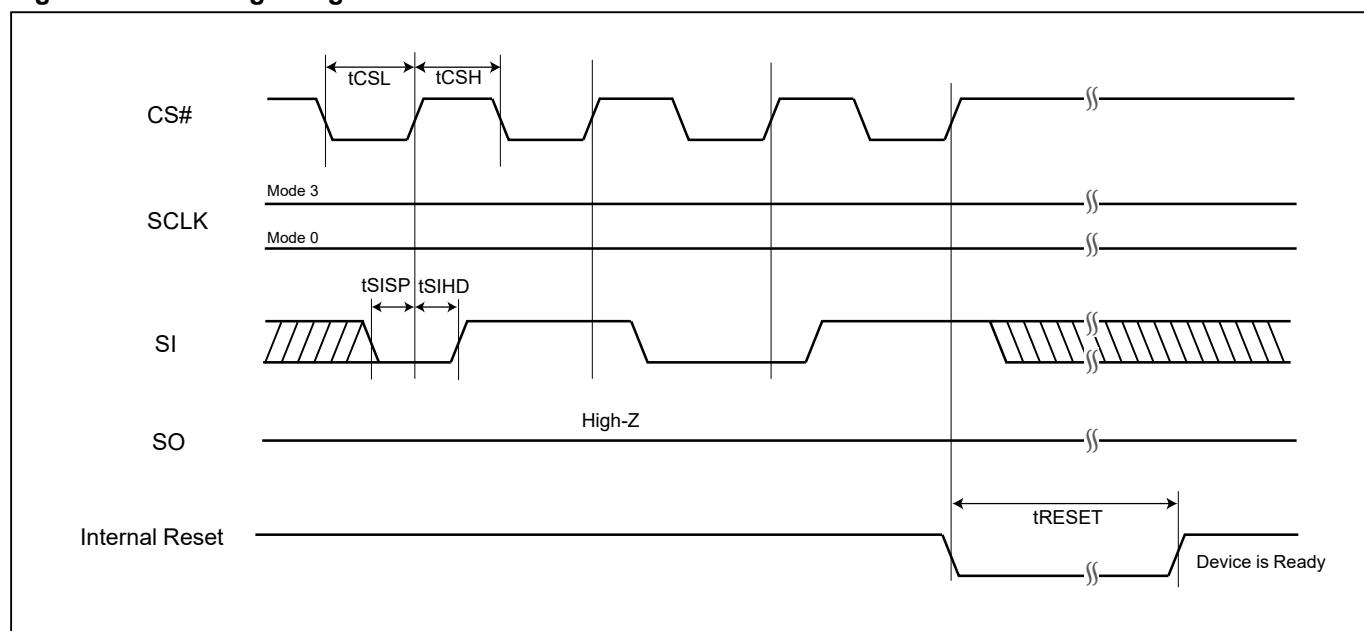 tCSL
tCSH
CS#
Mode 3
SCLK
Mode 0
tSISP
tSIHD
SI
High-Z
SO
tRESET
Internal Reset
Device is Ready